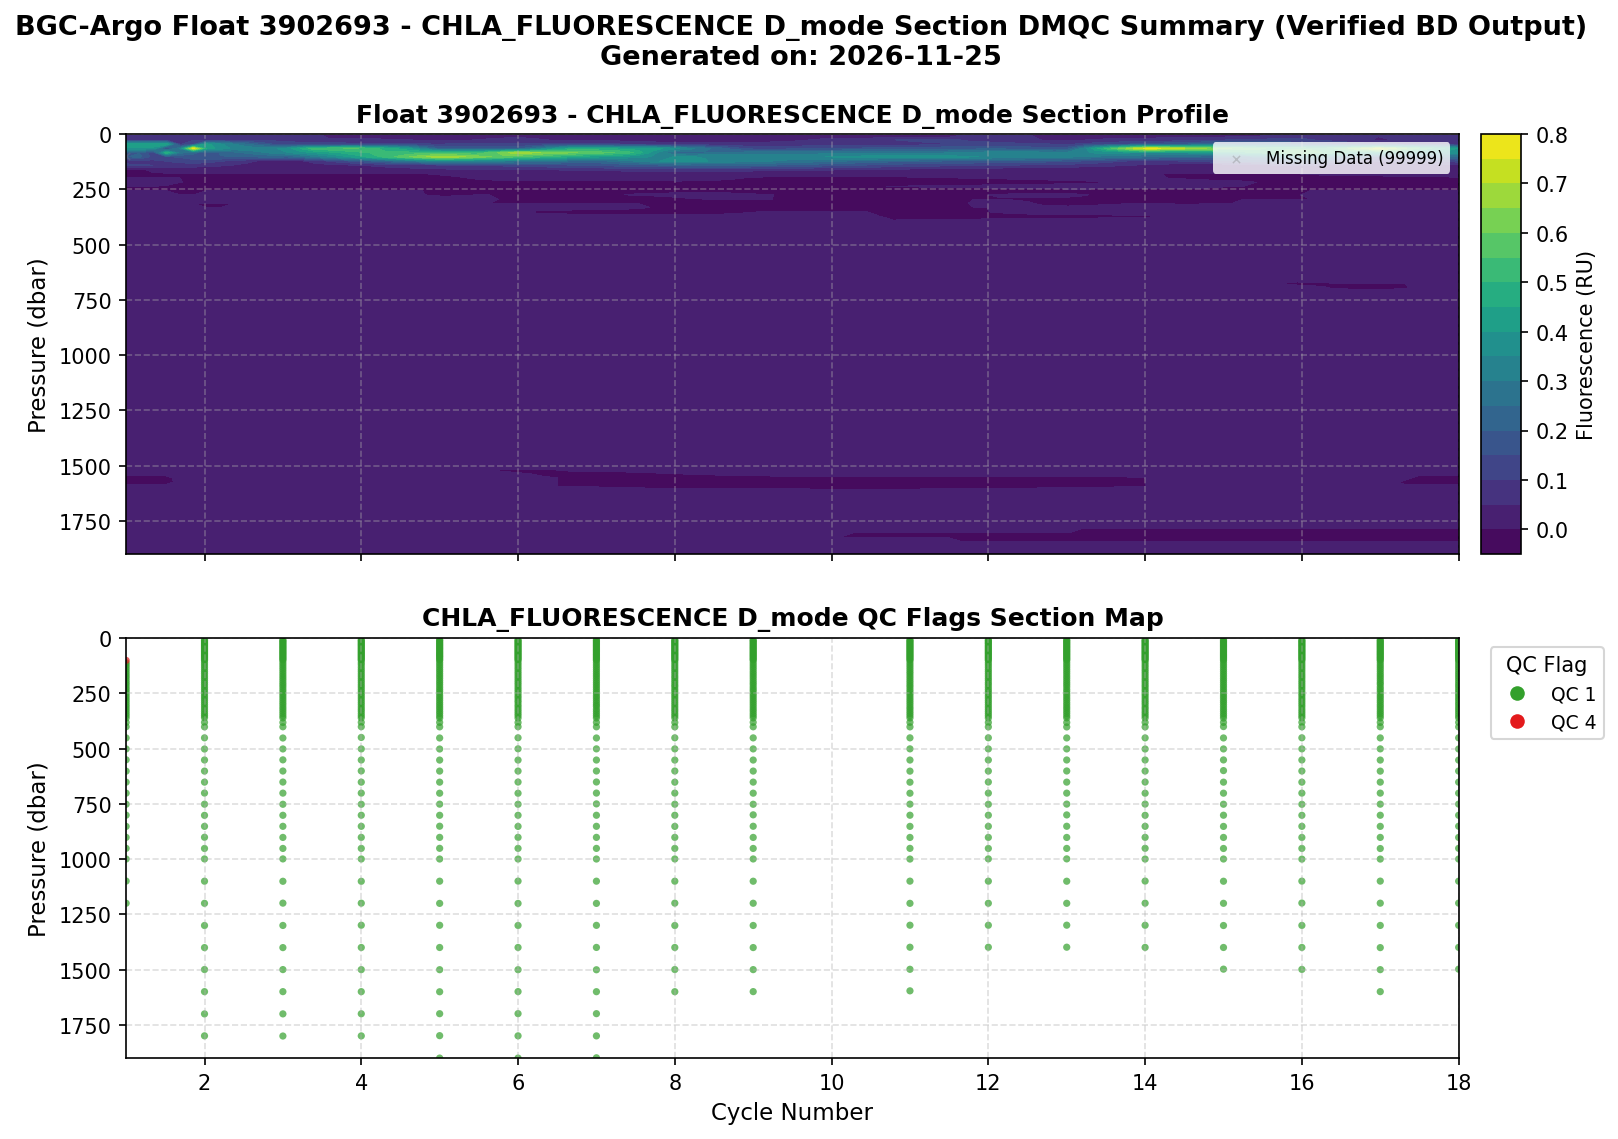 BGC-Argo Float 3902693 - CHLA_FLUORESCENCE D_mode Section DMQC Summary (Verified BD Output)
Generated on: 2026-11-25
Float 3902693 - CHLA_FLUORESCENCE D_mode Section Profile
Missing Data (99999)
Pressure (dbar)
0
250
500
750
1000
1250
1500
1750
0.8
0.7
0.6
0.5
0.4
0.3
0.2
0.1
0.0
Fluorescence (RU)
CHLA_FLUORESCENCE D_mode QC Flags Section Map
Pressure (dbar)
0
250
500
750
1000
1250
1500
1750
2
4
6
8
10
12
14
16
18
Cycle Number
QC Flag
QC 1
QC 4